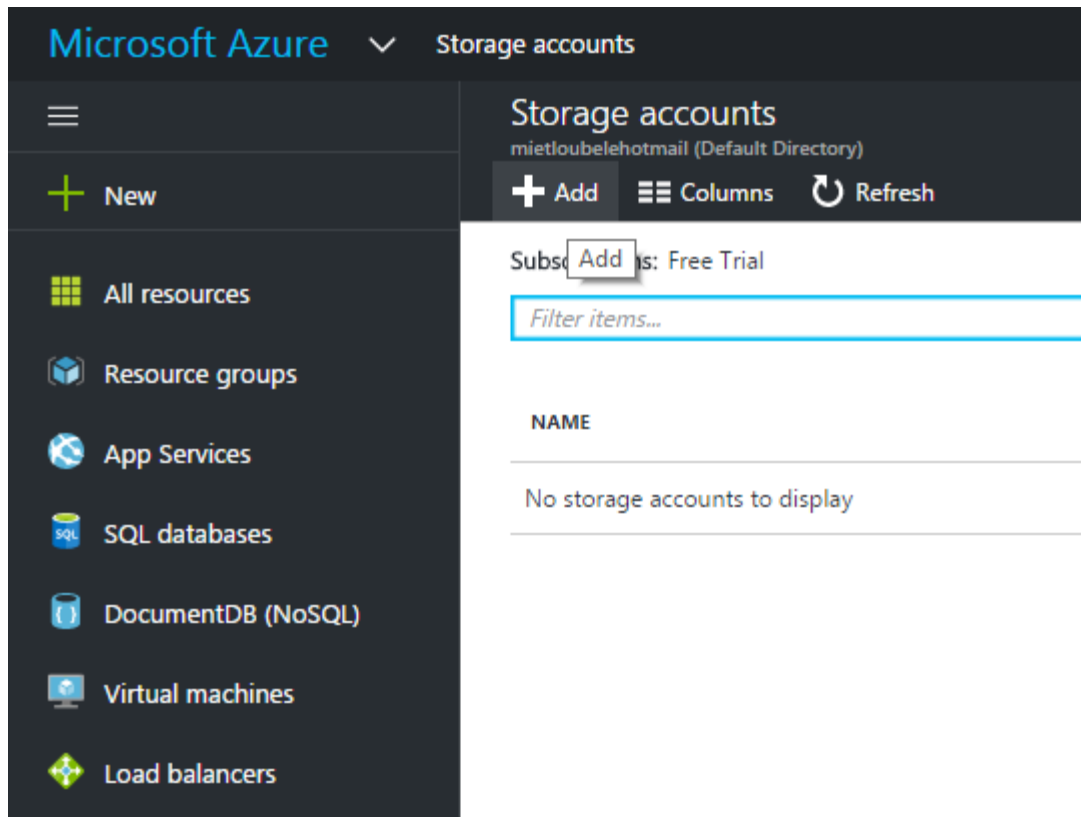 Microsoft Azure Storage accounts
Storage accounts
mietloubelehotmail (Default Directory)
Add Columns Refresh
New
Add
Free Trial
Filter items...
All resources
Resource groups
NAME
App Services
No storage accounts to display
SQL databases
SQL
DocumentDB (NoSQL)
Virtual machines
Load balancers